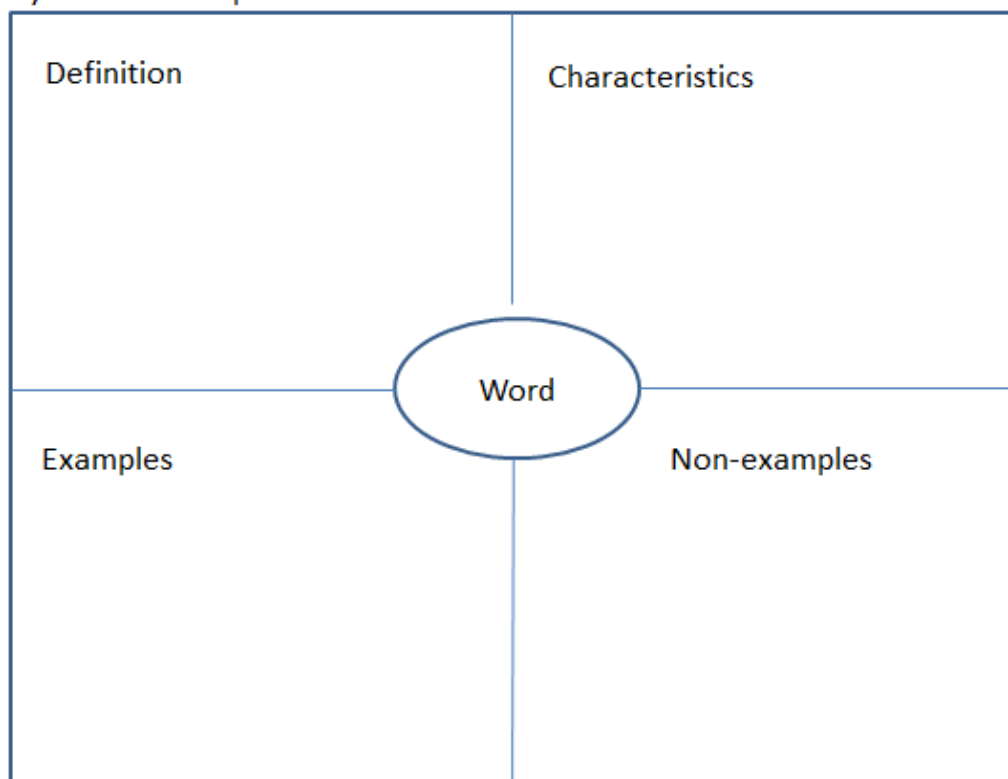 Definition
Characteristics
Word
Examples
Non-examples